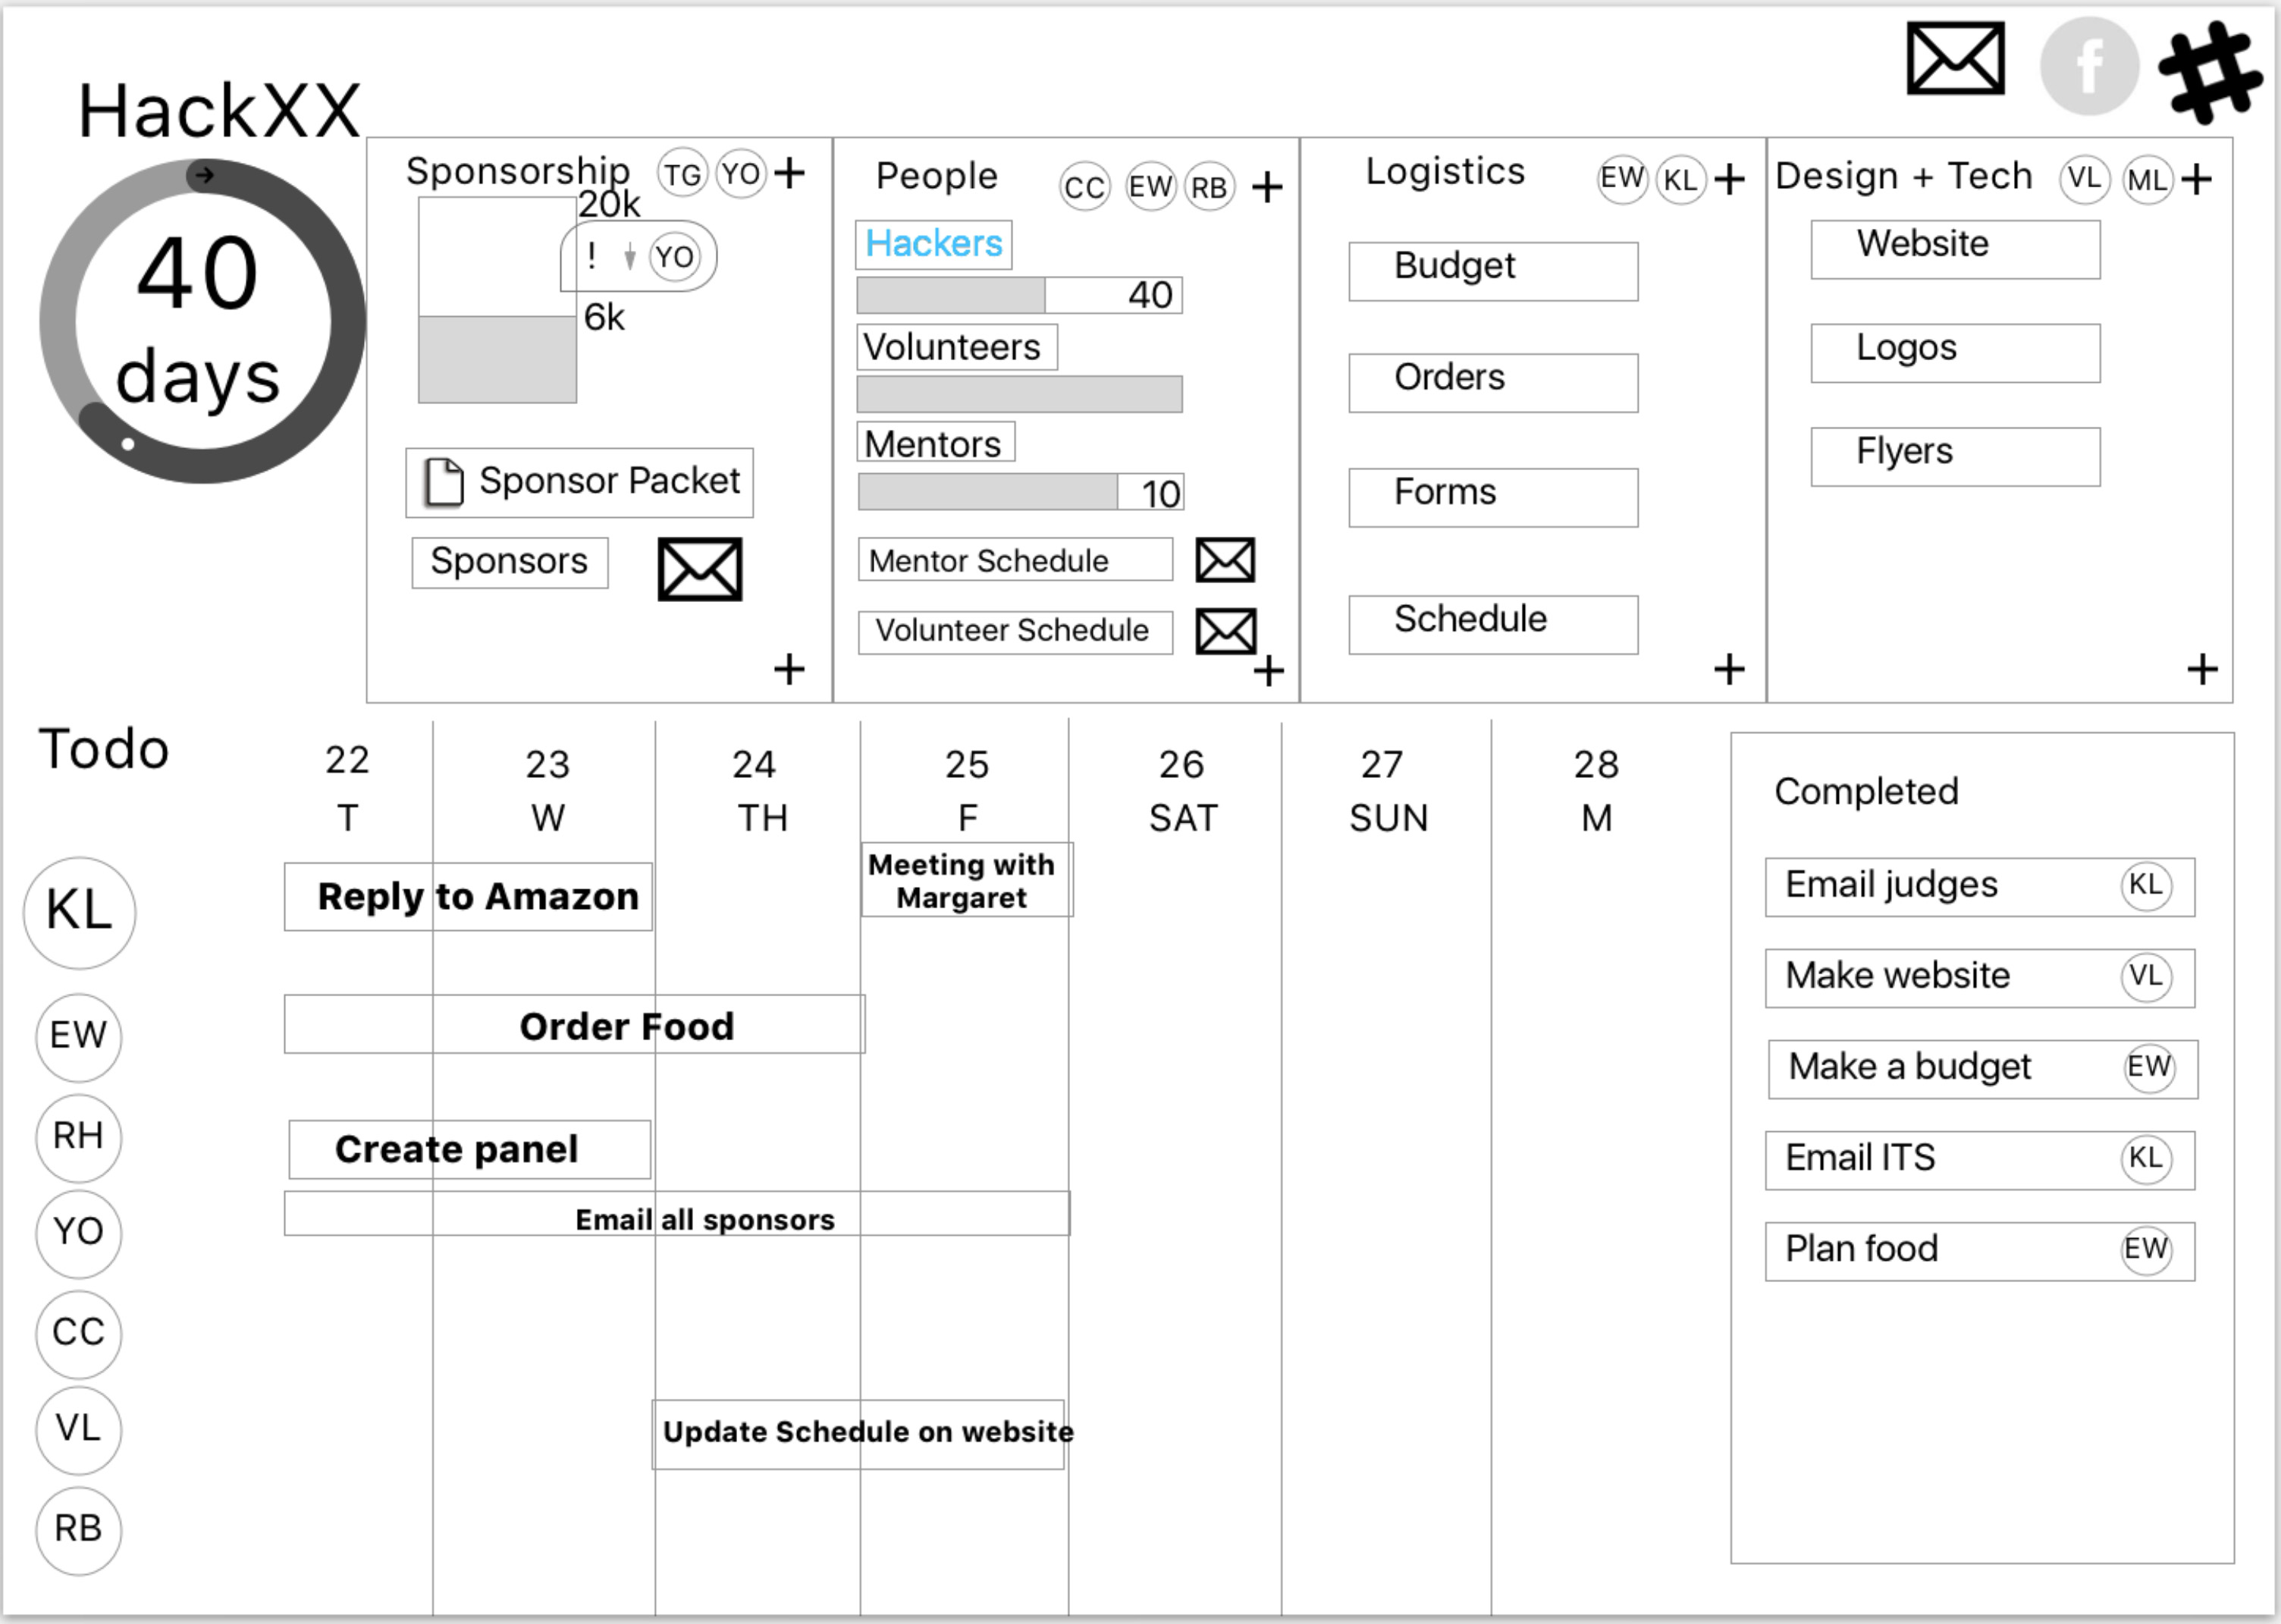 HackXX
40
days
Sponsorship TG YO +
20k
! YO
6k
Sponsor Packet
Sponsors
+
People CC EW RB +
Hackers
40
Volunteers
Mentors
10
Mentor Schedule
Volunteer Schedule
+
Logistics EW KL +
Budget
Orders
Forms
Schedule
+
Design + Tech VL ML +
Website
Logos
Flyers
+
f
Todo
22 23 24 25 26 27 28
T W TH F SAT SUN M
KL
Reply to Amazon
Meeting with
Margaret
EW
Order Food
RH
Create panel
YO
Email all sponsors
CC
VL
Update Schedule on website
RB
Completed
Email judges KL
Make website VL
Make a budget EW
Email ITS KL
Plan food EW